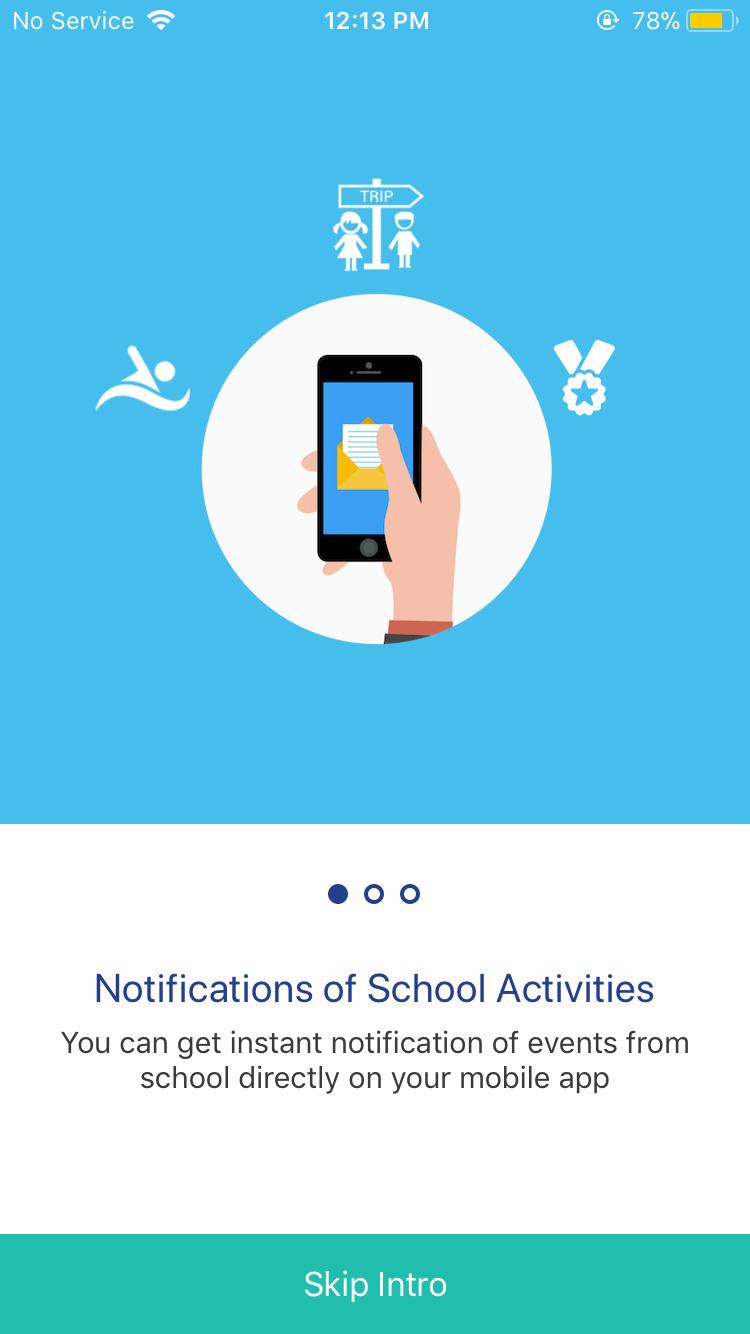 No Service 12:13 PM 78%
TRIP
Notifications of School Activities
You can get instant notification of events from
school directly on your mobile app
Skip Intro